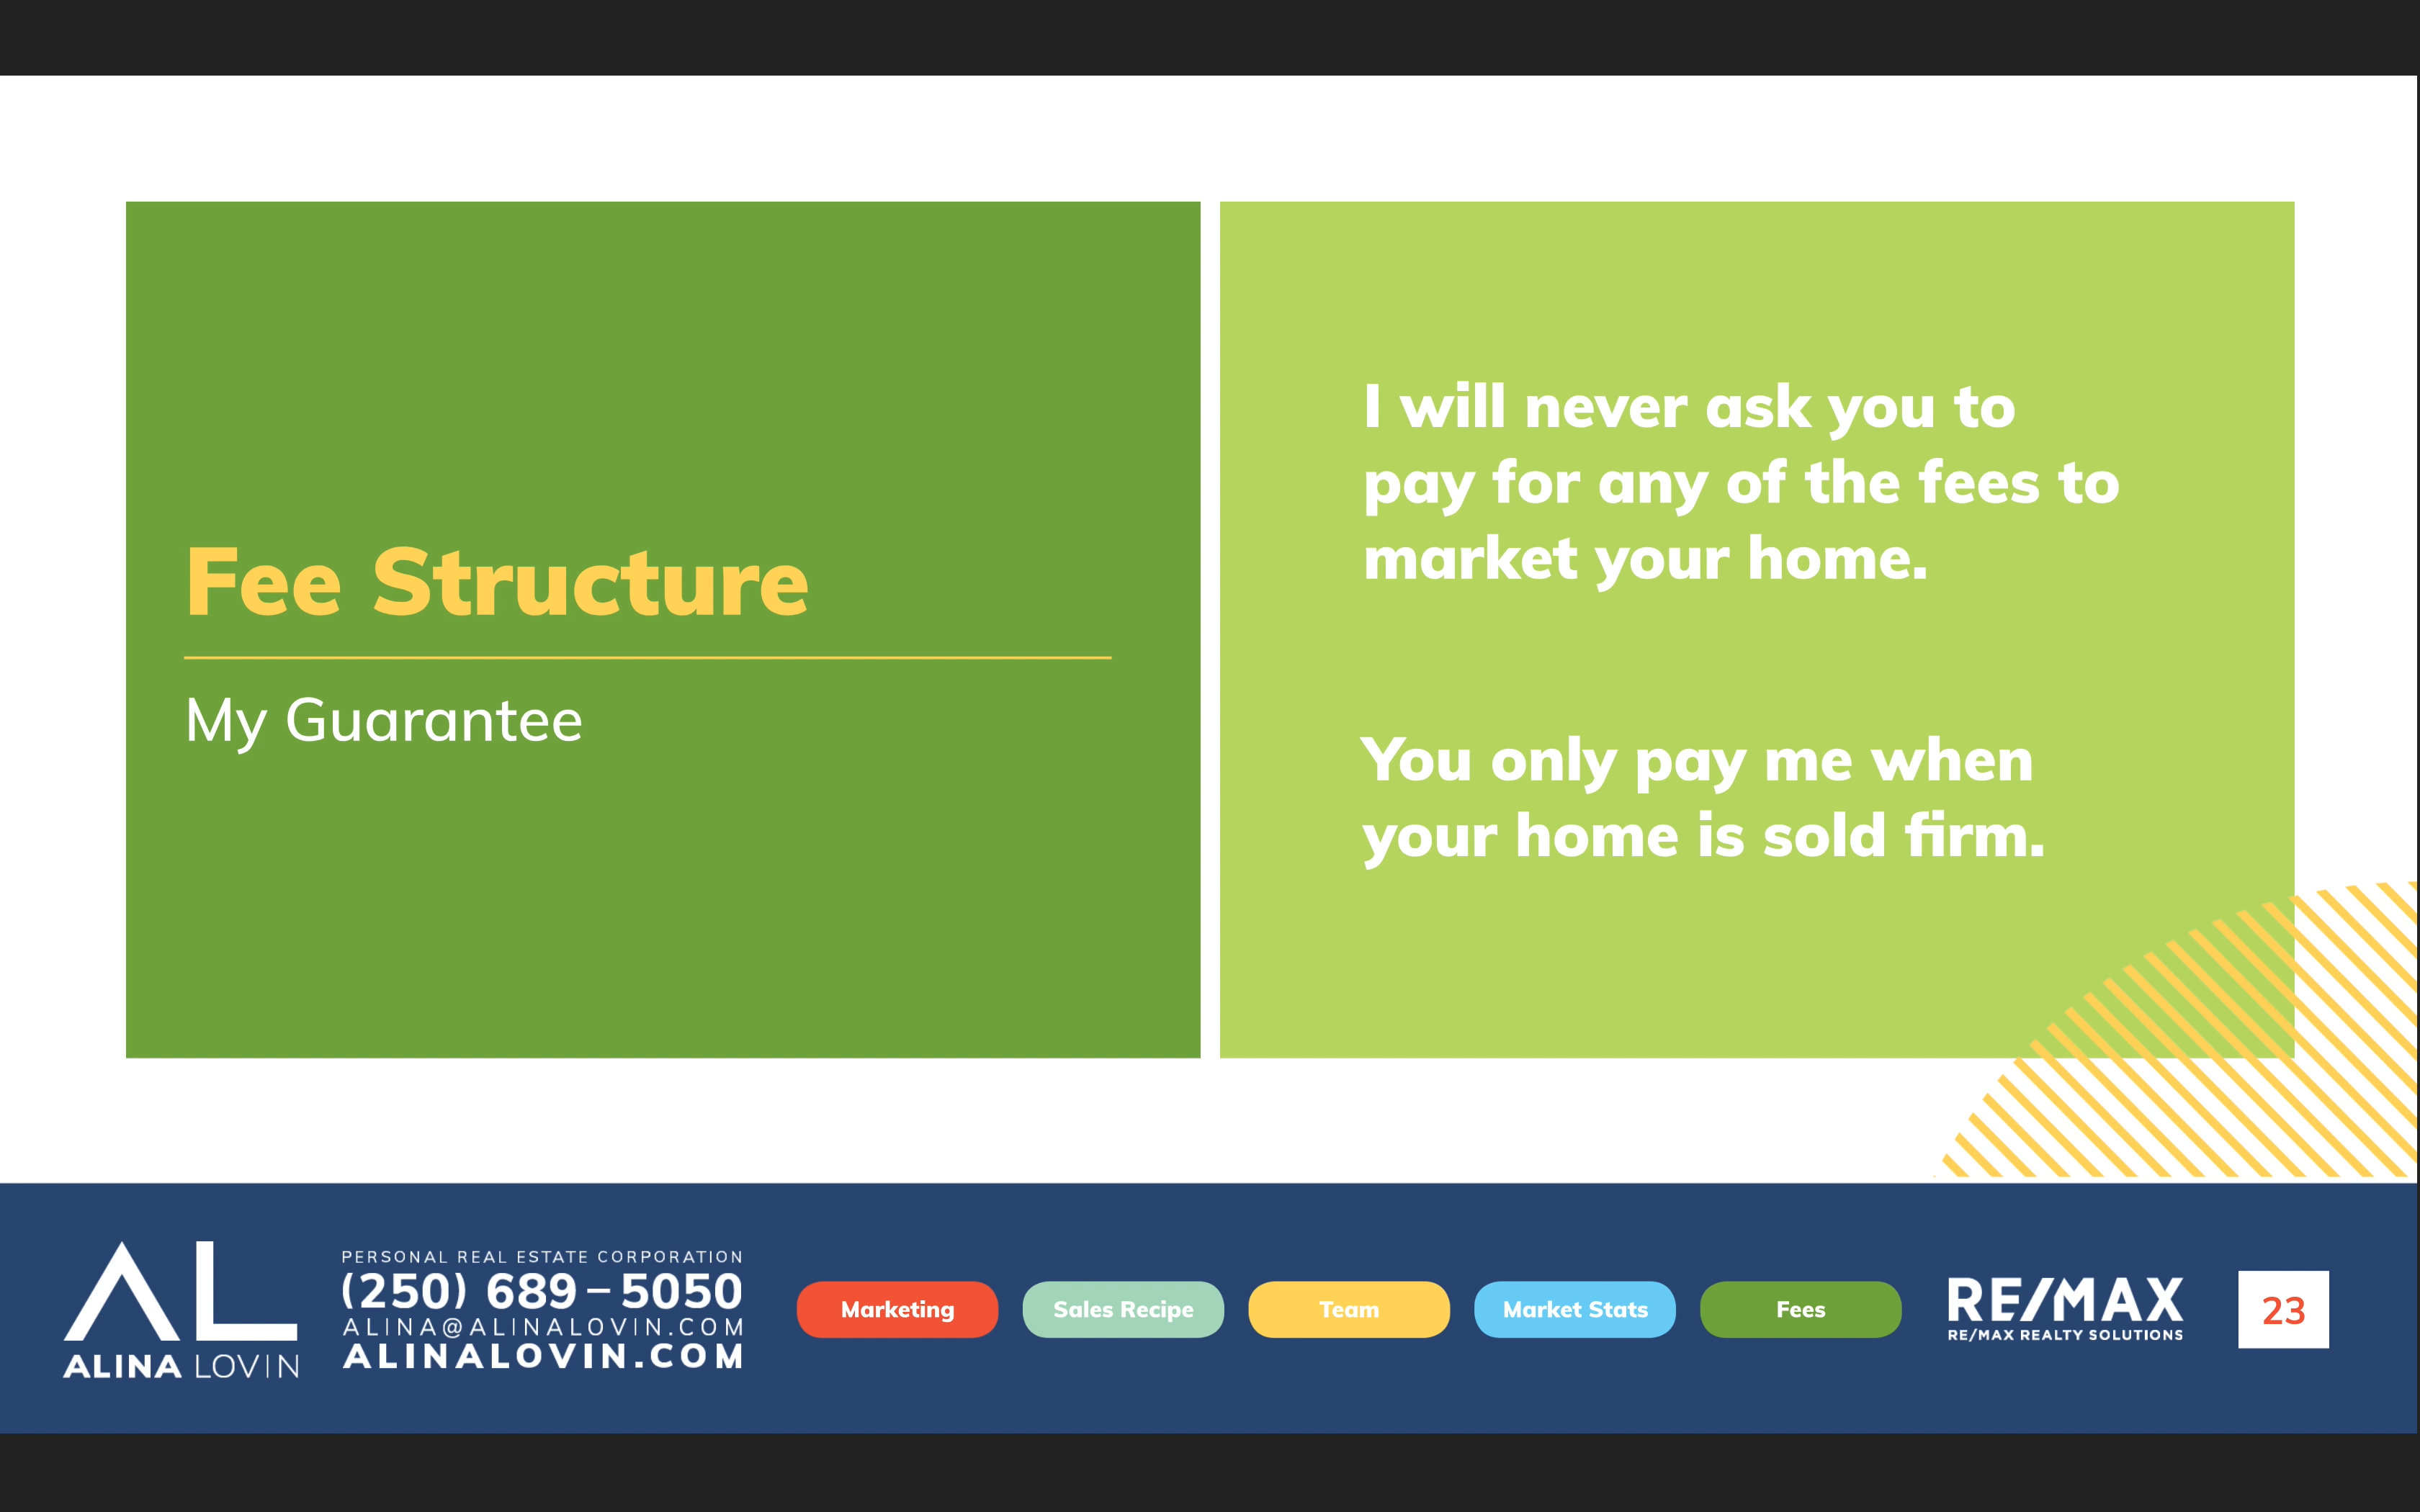 Fee Structure
My Guarantee
I will never ask you to
pay for any of the fees to
market your home.
You only pay me when
your home is sold firm.
AL
ALINA LOVIN
PERSONAL REAL ESTATE CORPORATION
(250) 689-5050
ALINA@ALINALOVIN.COM
ALINALOVIN.COM
Marketing
Sales Recipe
Team
Market Stats
Fees
RE/MAX
RE/MAX REALTY SOLUTIONS
23